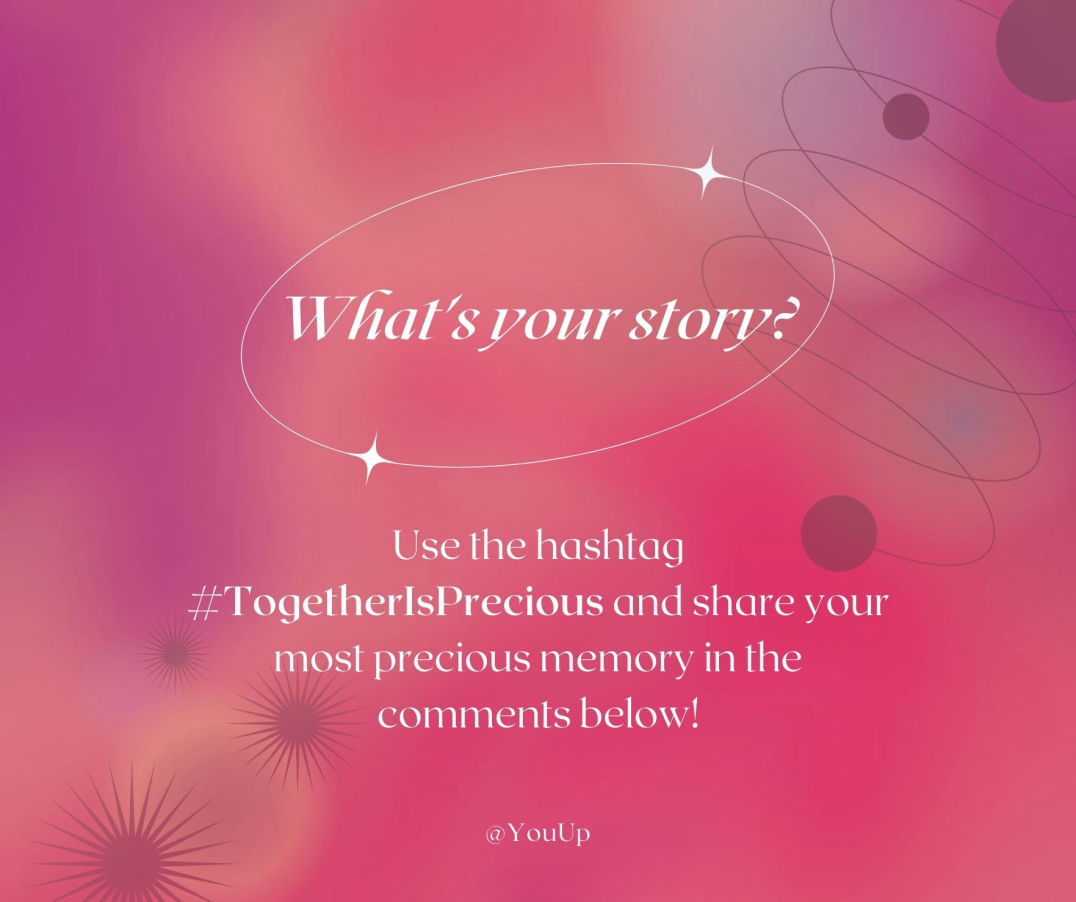 What's your story?
Use the hashtag
#TogetherIsPrecious and share your
most precious memory in the
comments below!
@YouUp